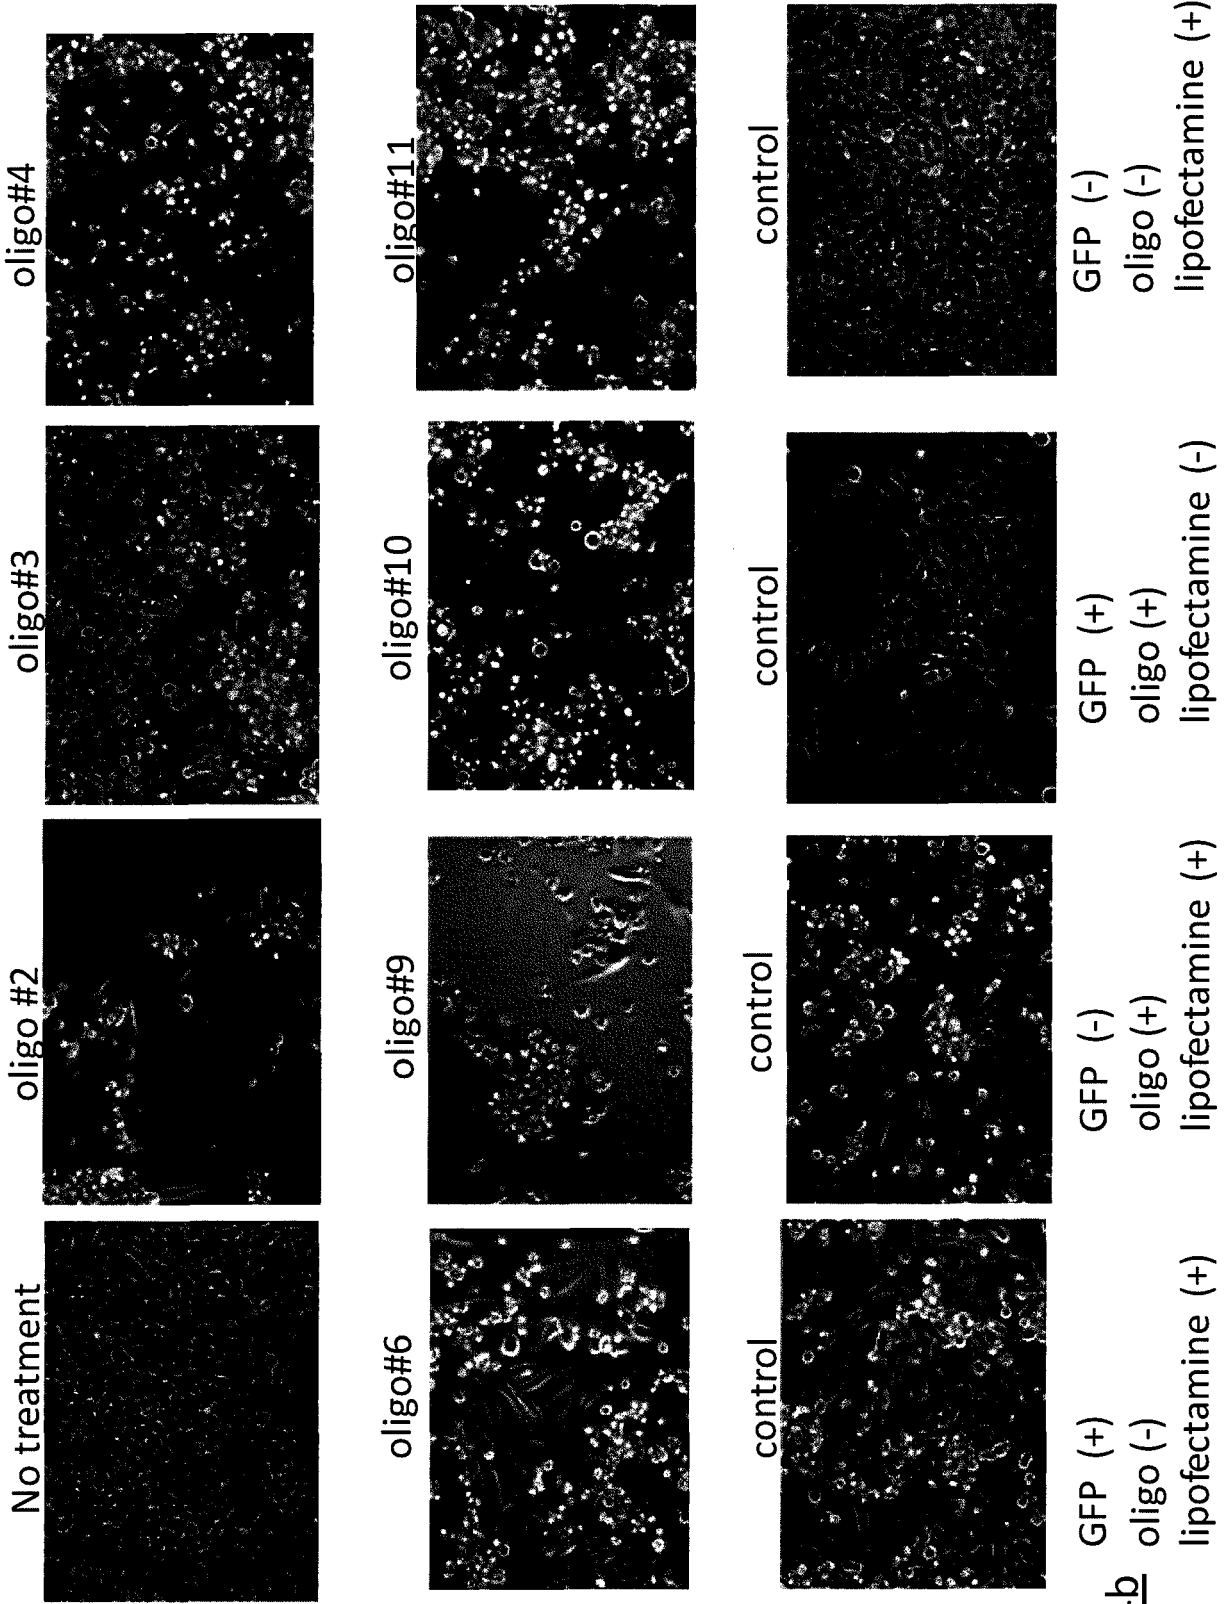 No treatment
oligo #2
oligo#3
oligo#4
oligo#6
oligo#9
oligo#10
oligo#11
control
control
control
control
GFP (+)
oligo (-)
lipofectamine (+)
GFP (-)
oligo (+)
lipofectamine (+)
GFP (+)
oligo (+)
lipofectamine (-)
GFP (-)
oligo (-)
lipofectamine (+)